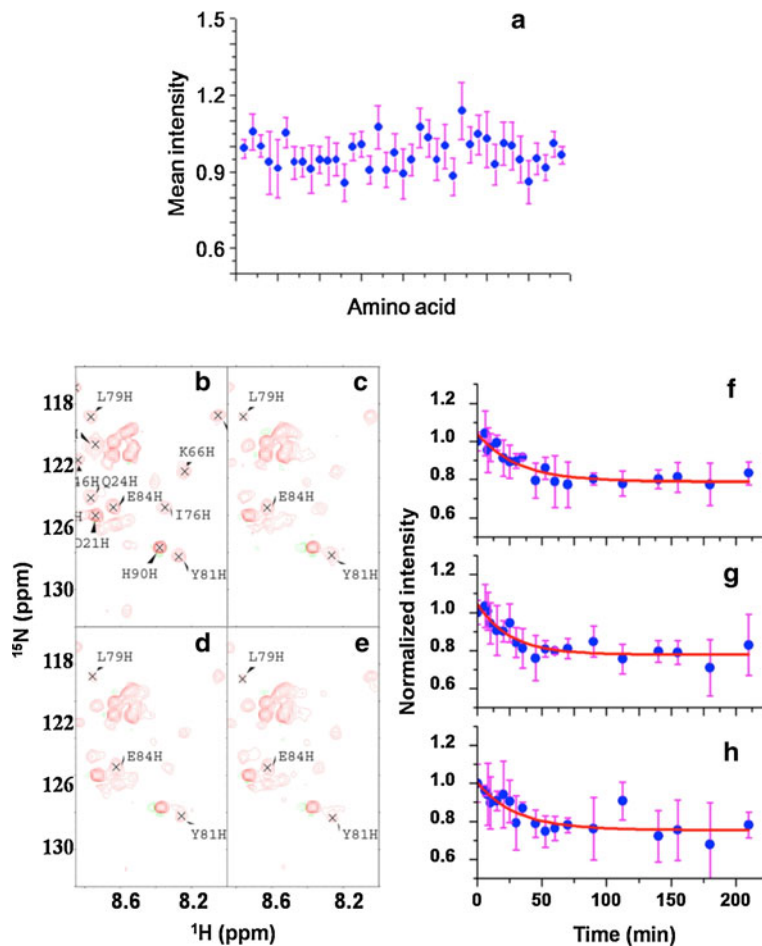 a
1.5
1.2
0.9
0.6
Mean intensity
Amino acid
b
c
118
122
126
130
L79H
K66H
46H Q24H
E84H
I76H
D21H
H90H
Y81H
L79H
E84H
Y81H
d
e
118
122
126
130
L79H
E84H
Y81H
L79H
E84H
Y81H
¹⁵N (ppm)
8.6 8.2 8.6 8.2
¹H (ppm)
f
1.2
1.0
0.8
0.6
g
1.2
1.0
0.8
0.6
h
1.2
1.0
0.8
0.6
Normalized intensity
0 50 100 150 200
Time (min)